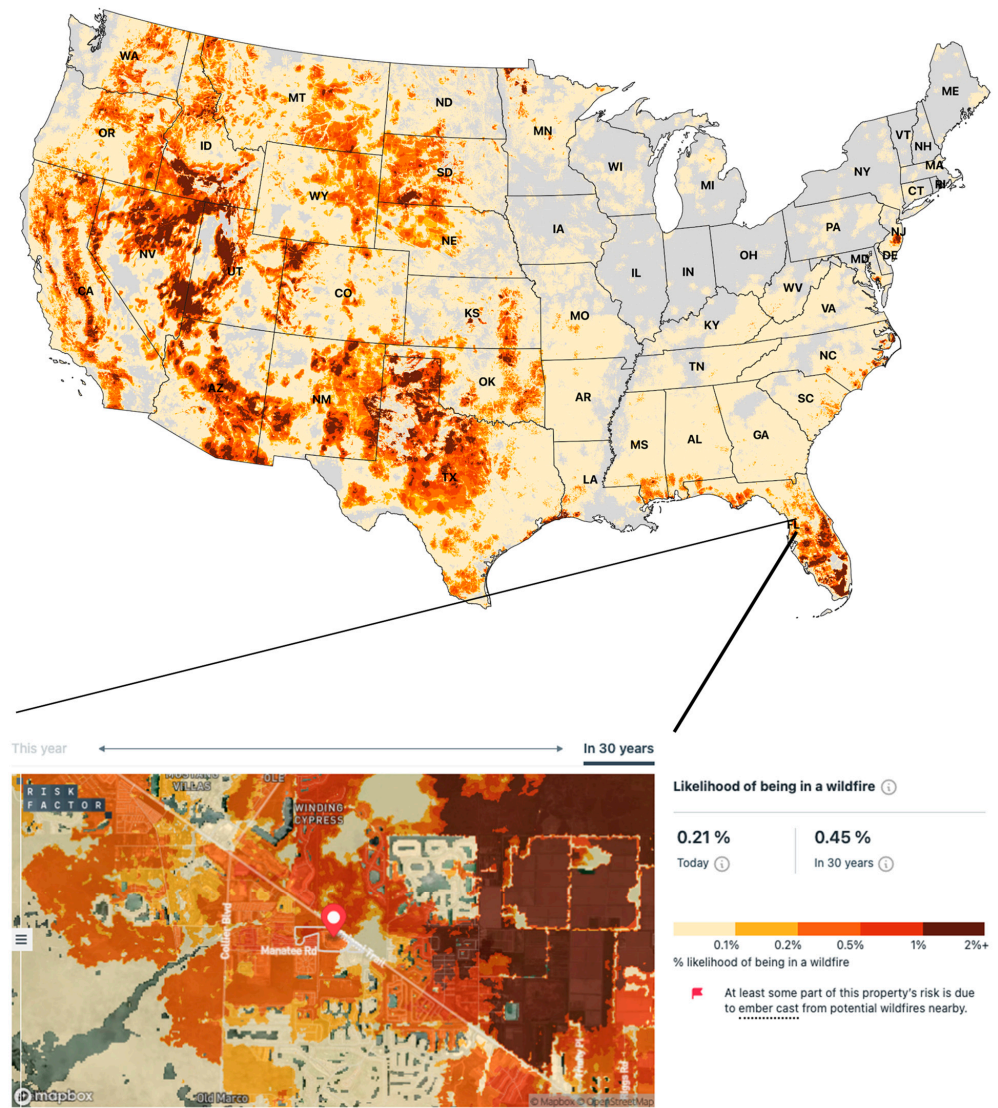 WA
MT
ND
MN
ME
OR
ID
SD
WI
VT
NH
NY
MA
MI
CT
RI
WY
IA
NE
PA
NJ
NV
UT
IL
IN
OH
MD
DE
CA
CO
WV
KS
MO
KY
VA
TN
NC
OK
AR
AZ
NM
SC
MS
AL
GA
TX
LA
FL
This year
In 30 years
RISK
FACTOR
VILLAS
OLE
WINDING
CYPRESS
Collier Blvd
Manatee Rd
Trail
Old Marco
mapbox
© Mapbox © OpenStreetMap
Likelihood of being in a wildfire
0.21 %
0.45 %
Today
In 30 years
0.1%
0.2%
0.5%
1%
2%+
% likelihood of being in a wildfire
At least some part of this property's risk is due
to ember cast from potential wildfires nearby.